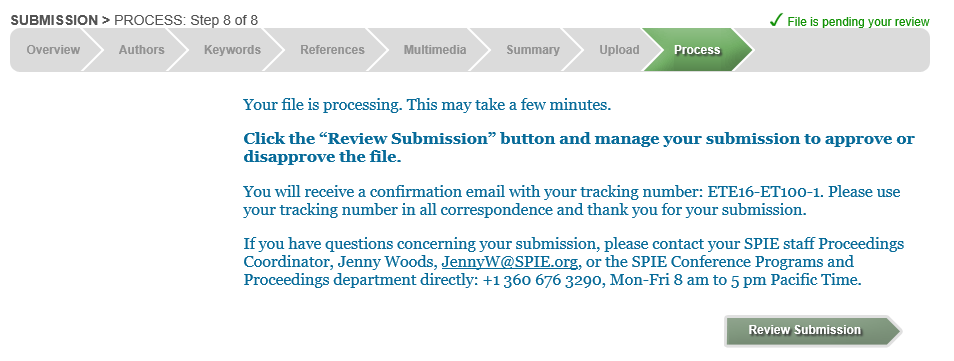 SUBMISSION > PROCESS: Step 8 of 8
✓ File is pending your review
Overview
Authors
Keywords
References
Multimedia
Summary
Upload
Process
Your file is processing. This may take a few minutes.
Click the “Review Submission” button and manage your submission to approve or
disapprove the file.
You will receive a confirmation email with your tracking number: ETE16-ET100-1. Please use
your tracking number in all correspondence and thank you for your submission.
If you have questions concerning your submission, please contact your SPIE staff Proceedings
Coordinator, Jenny Woods, JennyW@SPIE.org, or the SPIE Conference Programs and
Proceedings department directly: +1 360 676 3290, Mon-Fri 8 am to 5 pm Pacific Time.
Review Submission